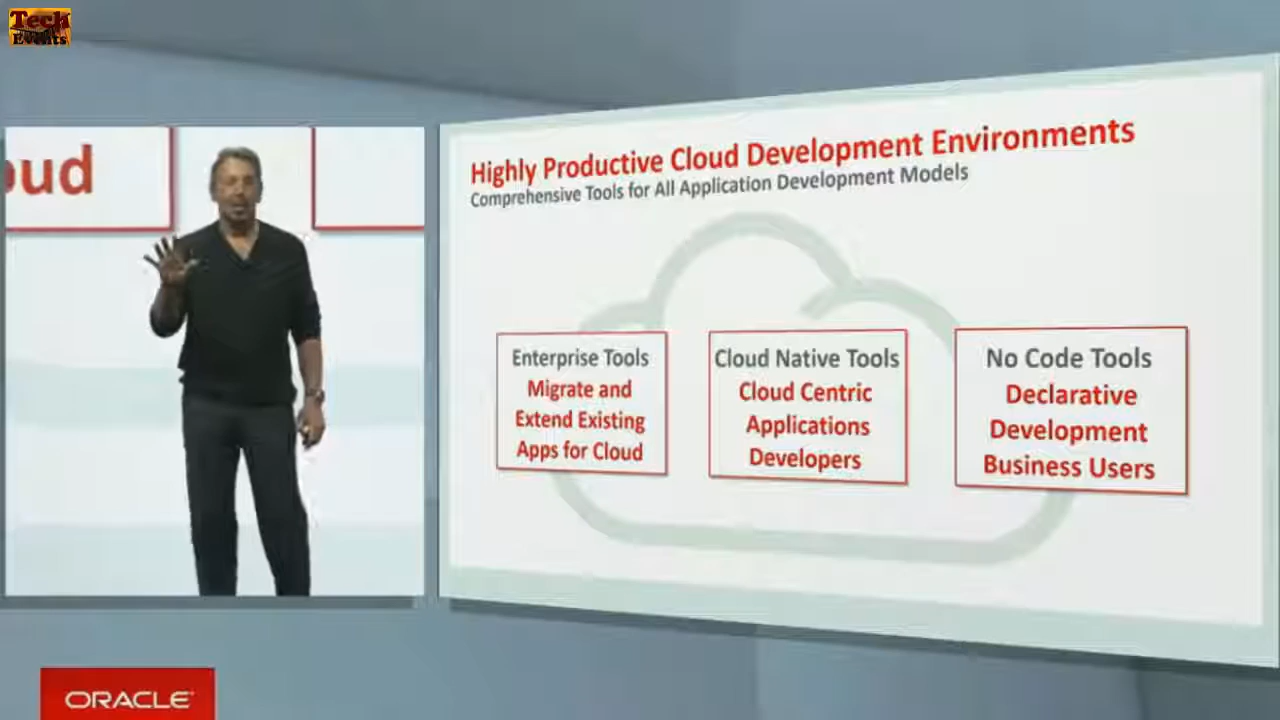 Tech
Events
oud
Highly Productive Cloud Development Environments
Comprehensive Tools for All Application Development Models
Enterprise Tools
Migrate and
Extend Existing
Apps for Cloud
Cloud Native Tools
Cloud Centric
Applications
Developers
No Code Tools
Declarative
Development
Business Users
ORACLE